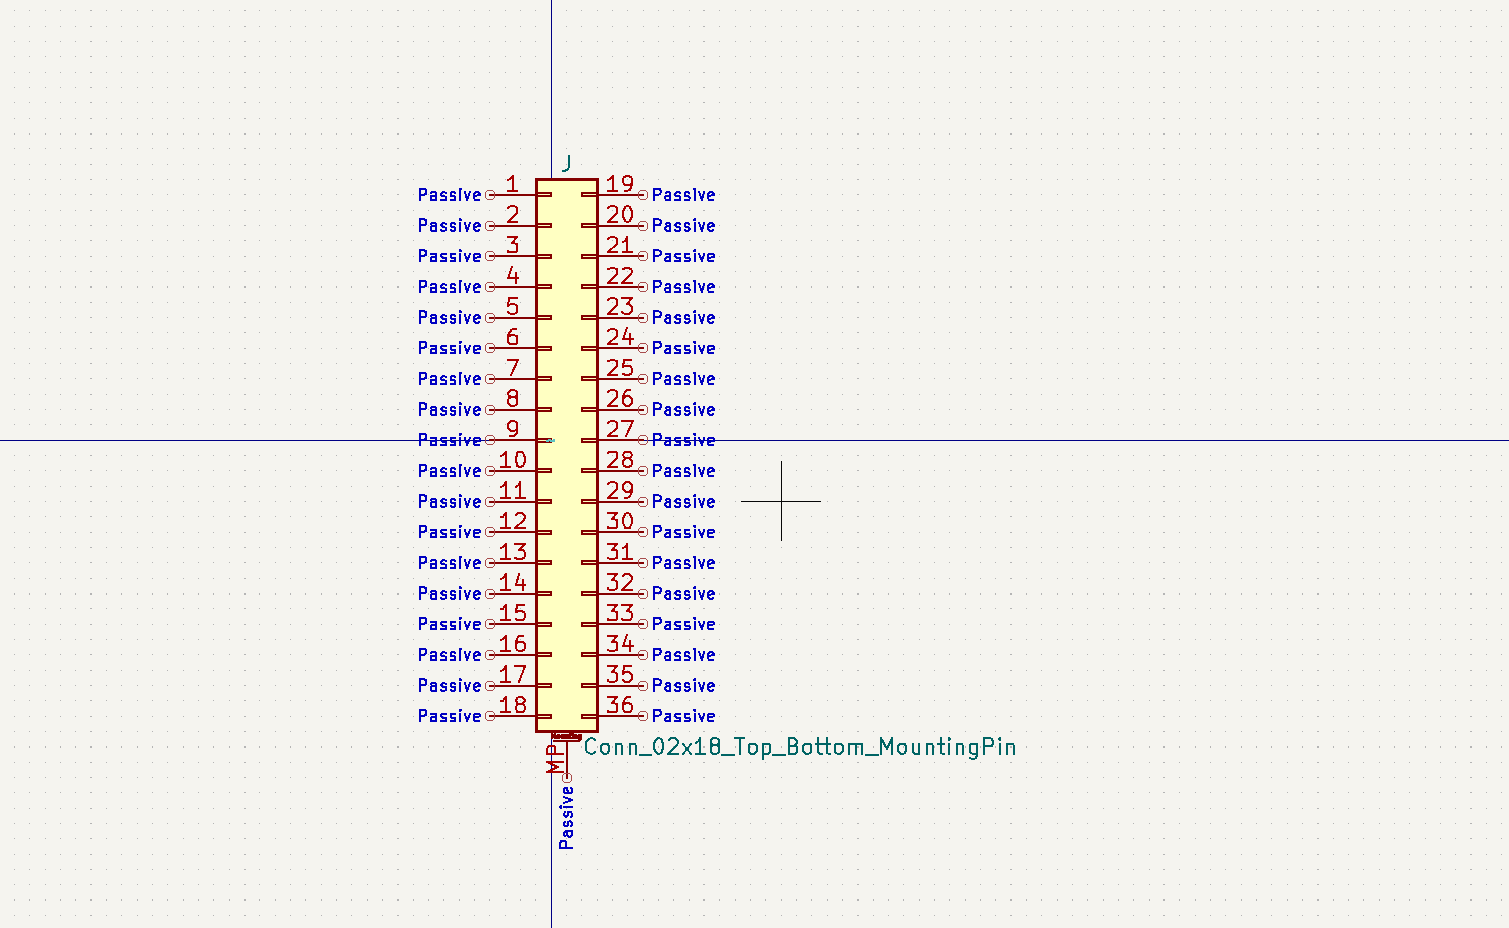 J
Passive 1 19 Passive
Passive 2 20 Passive
Passive 3 21 Passive
Passive 4 22 Passive
Passive 5 23 Passive
Passive 6 24 Passive
Passive 7 25 Passive
Passive 8 26 Passive
Passive 9 27 Passive
Passive 10 28 Passive
Passive 11 29 Passive
Passive 12 30 Passive
Passive 13 31 Passive
Passive 14 32 Passive
Passive 15 33 Passive
Passive 16 34 Passive
Passive 17 35 Passive
Passive 18 36 Passive
Mounting
MP Conn_02x18_Top_Bottom_MountingPin
Passive